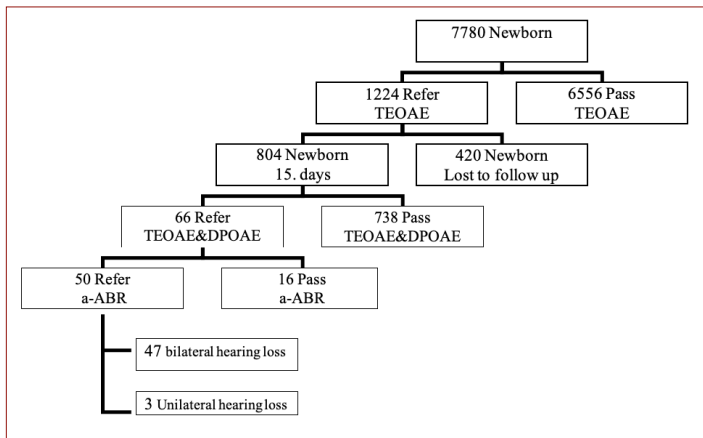 7780 Newborn
1224 Refer
TEOAE
6556 Pass
TEOAE
804 Newborn
15. days
420 Newborn
Lost to follow up
66 Refer
TEOAE&DPOAE
738 Pass
TEOAE&DPOAE
50 Refer
a-ABR
16 Pass
a-ABR
47 bilateral hearing loss
3 Unilateral hearing loss